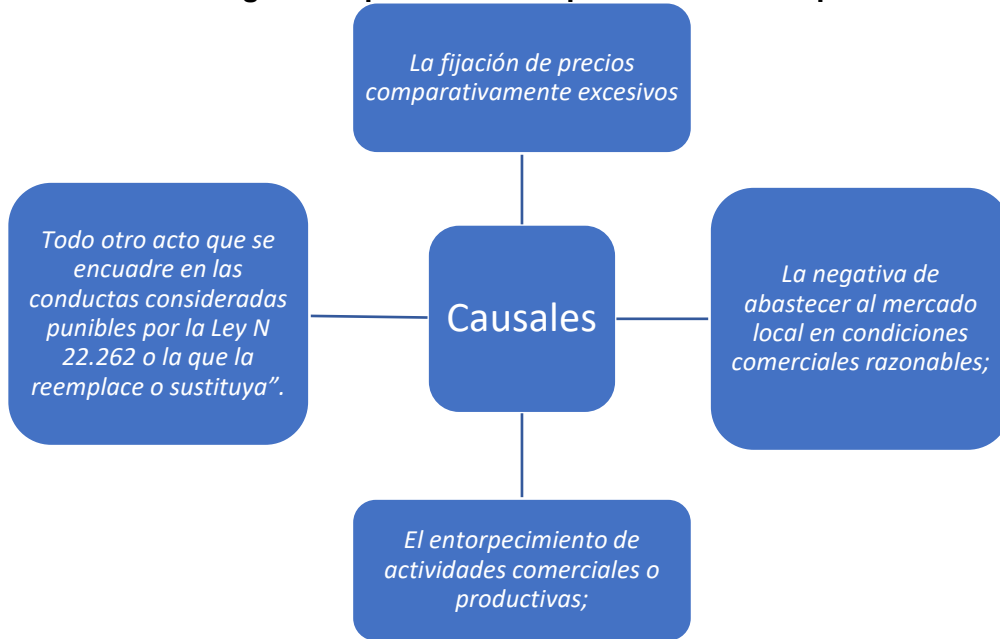 La fijación de precios
comparativamente excesivos
Todo otro acto que se
encuadre en las
conductas consideradas
punibles por la Ley N
22.262 o la que la
reemplace o sustituya”.
Causales
La negativa de
abastecer al mercado
local en condiciones
comerciales razonables;
El entorpecimiento de
actividades comerciales o
productivas;